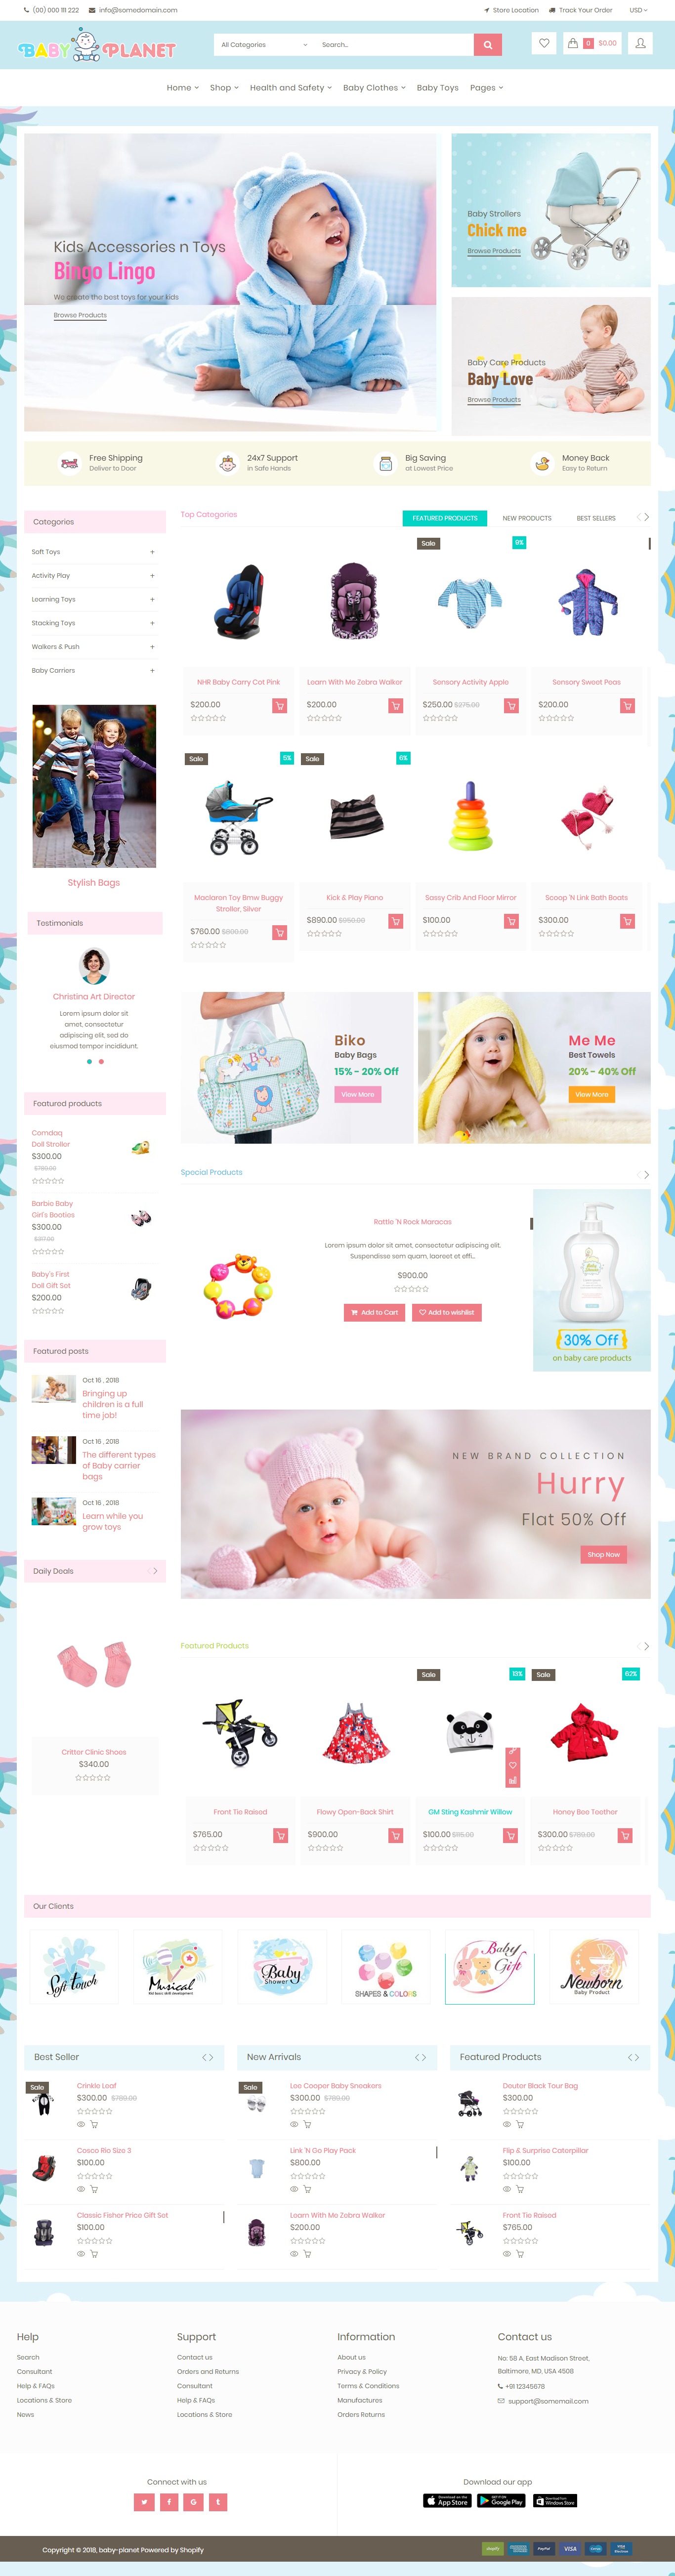 (00) 000 111 222
info@somedomain.com
Store Location
Track Your Order
USD
BABY PLANET
All Categories
Search...
0
$0.00
Home
Shop
Health and Safety
Baby Clothes
Baby Toys
Pages
Kids Accessories n Toys
Bingo Lingo
We create the best toys for your kids
Browse Products
Baby Strollers
Chick me
Browse Products
Baby Care Products
Baby Love
Browse Products
Free Shipping
Deliver to Door
24x7 Support
in Safe Hands
Big Saving
at Lowest Price
Money Back
Easy to Return
Categories
Soft Toys +
Activity Play +
Learning Toys +
Stacking Toys +
Walkers & Push +
Baby Carriers +
Stylish Bags
Testimonials
Christina Art Director
Lorem ipsum dolor sit
amet, consectetur
adipiscing elit, sed do
eiusmod tempor incididunt.
Featured products
Comdaq
Doll Stroller
$300.00
$789.00
Barbie Baby
Girl's Booties
$300.00
$317.00
Baby's First
Doll Gift Set
$200.00
Featured posts
Oct 16 , 2018
Bringing up
children is a full
time job!
Oct 16 , 2018
The different types
of Baby carrier
bags
Oct 16 , 2018
Learn while you
grow toys
Daily Deals
Critter Clinic Shoes
$340.00
Top Categories
FEATURED PRODUCTS
NEW PRODUCTS
BEST SELLERS
NHR Baby Carry Cot Pink
$200.00
Learn With Me Zebra Walker
$200.00
Sale
9%
Sensory Activity Apple
$250.00 $275.00
Sensory Sweet Peas
$200.00
Sale
5%
Maclaren Toy Bmw Buggy
Stroller, Silver
$760.00 $800.00
Sale
6%
Kick & Play Piano
$890.00 $950.00
Sassy Crib And Floor Mirror
$100.00
Scoop 'N Link Bath Boats
$300.00
BABY
Biko
Baby Bags
15% - 20% Off
View More
Me Me
Best Towels
20% - 40% Off
View More
Special Products
Rattle 'N Rock Maracas
Lorem ipsum dolor sit amet, consectetur adipiscing elit.
Suspendisse sem quam, laoreet et effi...
$900.00
Add to Cart
Add to wishlist
30% Off
on baby care products
NEW BRAND COLLECTION
Hurry
Flat 50% Off
Shop Now
Featured Products
Front Tie Raised
$765.00
Flowy Open-Back Shirt
$900.00
Sale
13%
GM Sting Kashmir Willow
$100.00 $115.00
Sale
62%
Honey Bee Teether
$300.00 $789.00
Our Clients
Soft touch
Musical
Baby
Shower
SHAPES & COLORS
Baby
Gift
Newborn
Baby Product
Best Seller
Sale
Crinkle Leaf
$300.00 $789.00
Cosco Rio Size 3
$100.00
Classic Fisher Price Gift Set
$100.00
New Arrivals
Sale
Lee Cooper Baby Sneakers
$300.00 $789.00
Link 'N Go Play Pack
$800.00
Learn With Me Zebra Walker
$200.00
Featured Products
Deuter Black Tour Bag
$300.00
Flip & Surprise Caterpillar
$100.00
Front Tie Raised
$765.00
Help
Search
Consultant
Help & FAQs
Locations & Store
News
Support
Contact us
Orders and Returns
Consultant
Help & FAQs
Locations & Store
Information
About us
Privacy & Policy
Terms & Conditions
Manufactures
Orders Returns
Contact us
No: 58 A, East Madison Street,
Baltimore, MD, USA 4508
+91 12345678
support@somemail.com
Connect with us
Download our app
App Store
Google Play
Windows Store
Copyright © 2018, baby-planet Powered by Shopify
shopify
PayPal
VISA